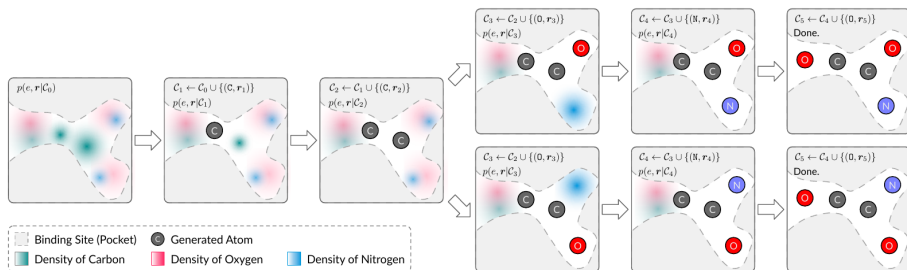 p(e, r|C₀)
C₁ ← C₀ ∪ {(C, r₁)}
p(e, r|C₁)
C
C₂ ← C₁ ∪ {(C, r₂)}
p(e, r|C₂)
C
C
C₃ ← C₂ ∪ {(O, r₃)}
p(e, r|C₃)
C
C
O
C₄ ← C₃ ∪ {(N, r₄)}
p(e, r|C₄)
C
C
O
N
C₅ ← C₄ ∪ {(O, r₅)}
Done.
O
C
C
O
N
C₃ ← C₂ ∪ {(O, r₃)}
p(e, r|C₃)
C
C
O
C₄ ← C₃ ∪ {(N, r₄)}
p(e, r|C₄)
C
C
N
O
C₅ ← C₄ ∪ {(O, r₅)}
Done.
O
C
C
N
O
Binding Site (Pocket)
C
Generated Atom
Density of Carbon
Density of Oxygen
Density of Nitrogen